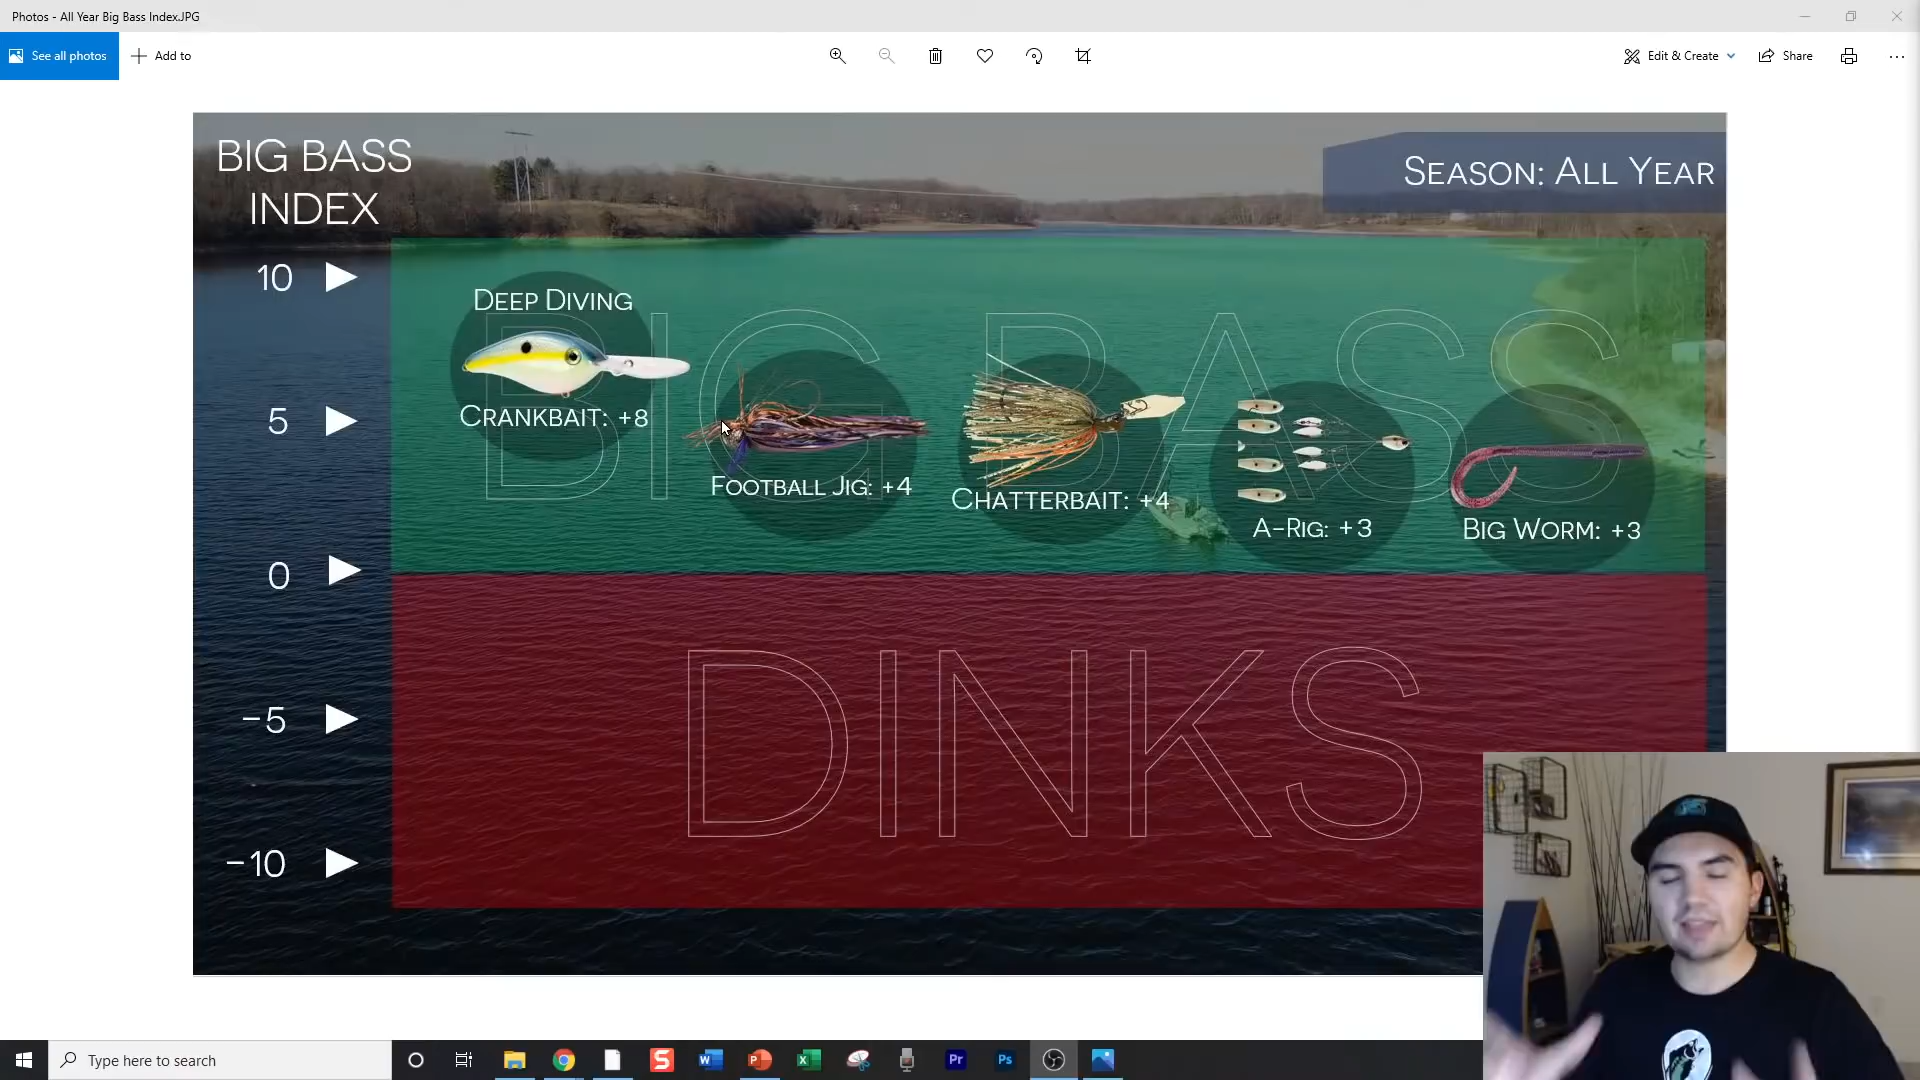 Photos - All Year Big Bass Index.JPG
See all photos
Add to
Edit & Create
Share
BIG BASS
INDEX
SEASON: ALL YEAR
10
5
0
-5
-10
BIG BASS
DEEP DIVING
CRANKBAIT: +8
FOOTBALL JIG: +4
CHATTERBAIT: +4
A-RIG: +3
BIG WORM: +3
DINKS
Type here to search
S
W
P
X
Pr
Ps